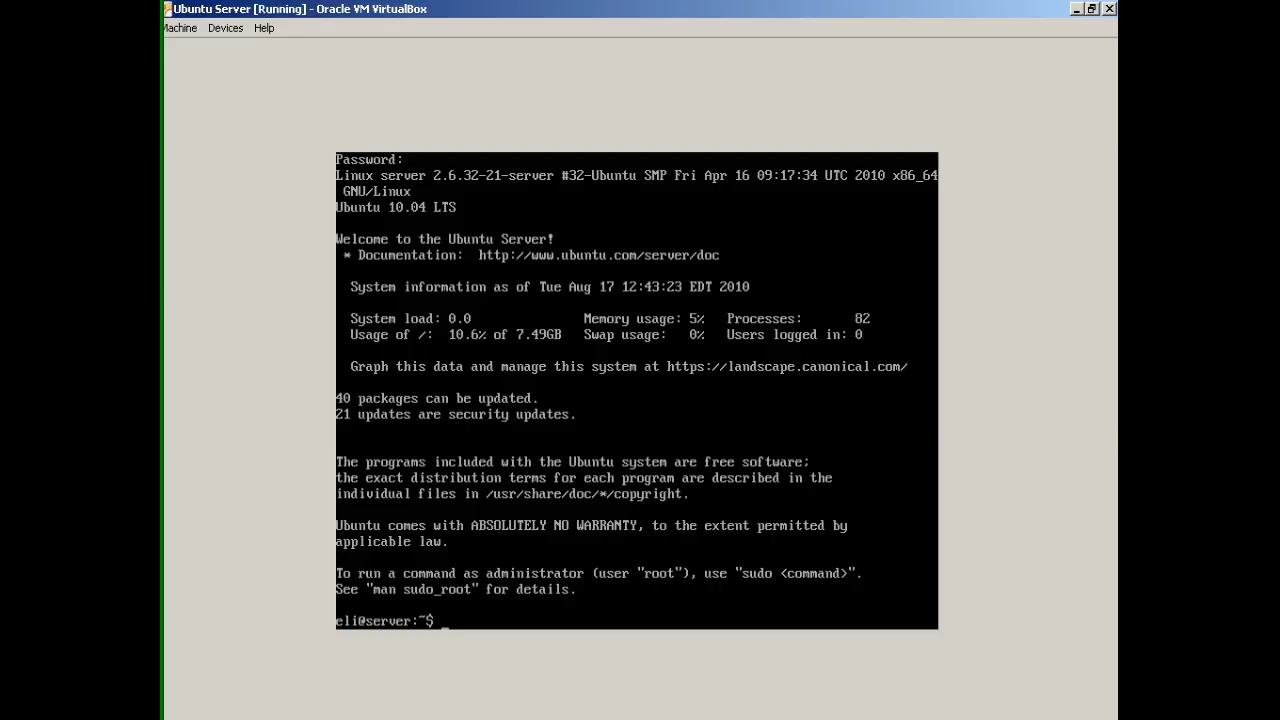 Ubuntu Server [Running] - Oracle VM VirtualBox
Machine Devices Help
Password:
Linux server 2.6.32-21-server #32-Ubuntu SMP Fri Apr 16 09:17:34 UTC 2010 x86_64
GNU/Linux
Ubuntu 10.04 LTS
Welcome to the Ubuntu Server!
* Documentation: http://www.ubuntu.com/server/doc
System information as of Tue Aug 17 12:43:23 EDT 2010
System load: 0.0 Memory usage: 5% Processes: 82
Usage of /: 10.6% of 7.49GB Swap usage: 0% Users logged in: 0
Graph this data and manage this system at https://landscape.canonical.com/
40 packages can be updated.
21 updates are security updates.
The programs included with the Ubuntu system are free software;
the exact distribution terms for each program are described in the
individual files in /usr/share/doc/*/copyright.
Ubuntu comes with ABSOLUTELY NO WARRANTY, to the extent permitted by
applicable law.
To run a command as administrator (user "root"), use "sudo <command>".
See "man sudo_root" for details.
eli@server:~$ _